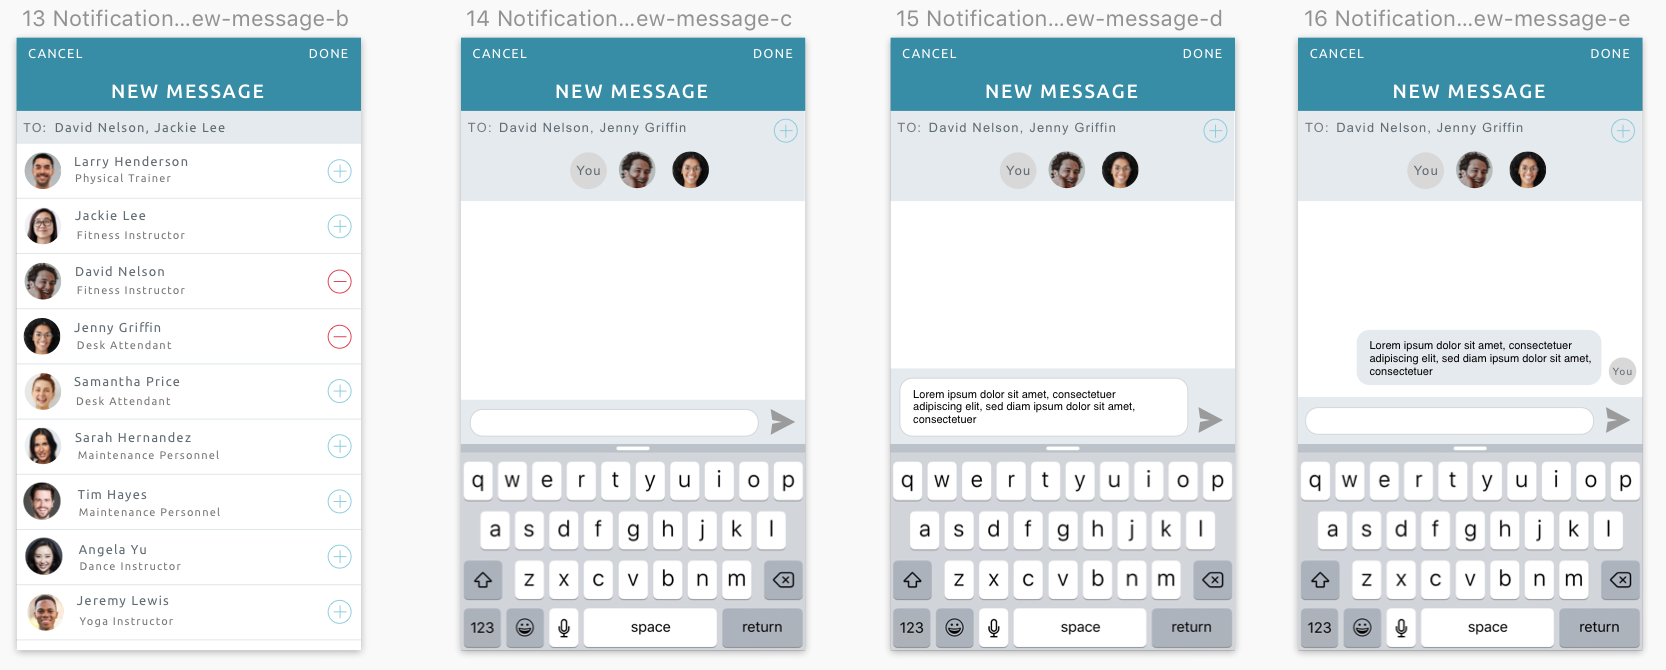 13 Notification...ew-message-b
CANCEL DONE
NEW MESSAGE
TO: David Nelson, Jackie Lee
Larry Henderson
Physical Trainer
Jackie Lee
Fitness Instructor
David Nelson
Fitness Instructor
Jenny Griffin
Desk Attendant
Samantha Price
Desk Attendant
Sarah Hernandez
Maintenance Personnel
Tim Hayes
Maintenance Personnel
Angela Yu
Dance Instructor
Jeremy Lewis
Yoga Instructor
14 Notification...ew-message-c
CANCEL DONE
NEW MESSAGE
TO: David Nelson, Jenny Griffin
You
q w e r t y u i o p
a s d f g h j k l
z x c v b n m
123 space return
15 Notification...ew-message-d
CANCEL DONE
NEW MESSAGE
TO: David Nelson, Jenny Griffin
You
Lorem ipsum dolor sit amet, consectetuer
adipiscing elit, sed diam ipsum dolor sit amet,
consectetuer
q w e r t y u i o p
a s d f g h j k l
z x c v b n m
123 space return
16 Notification...ew-message-e
CANCEL DONE
NEW MESSAGE
TO: David Nelson, Jenny Griffin
You
Lorem ipsum dolor sit amet, consectetuer
adipiscing elit, sed diam ipsum dolor sit amet,
consectetuer
You
q w e r t y u i o p
a s d f g h j k l
z x c v b n m
123 space return